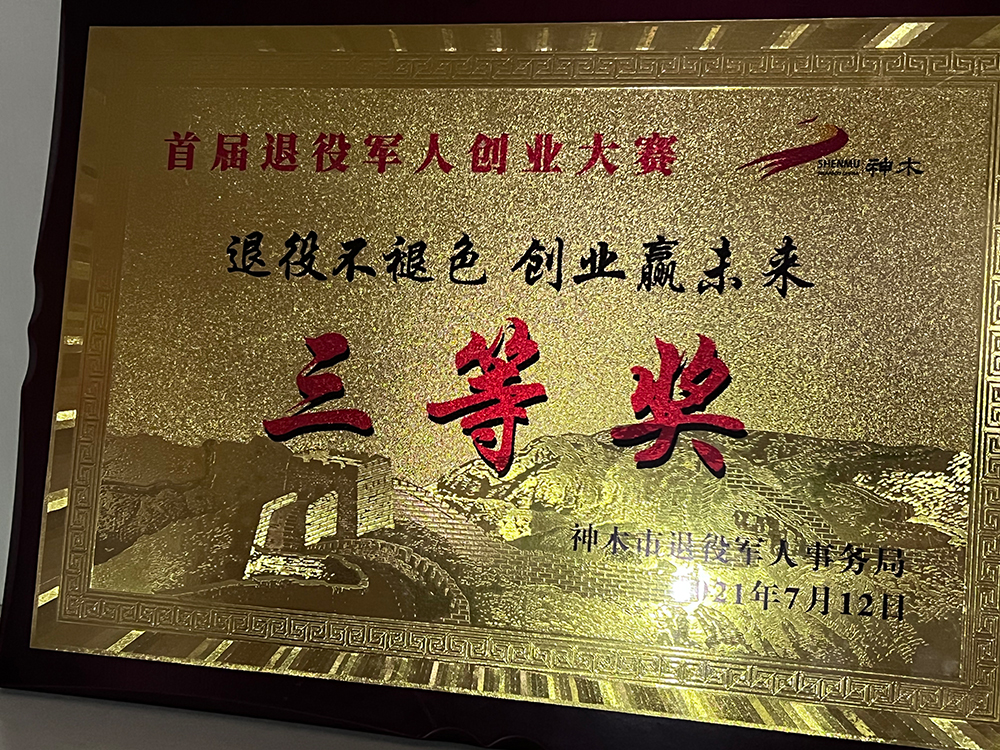 首届退役军人创业大赛
SHENMU 神木
退役不褪色 创业赢未来
三等奖
神木市退役军人事务局
2021年7月12日